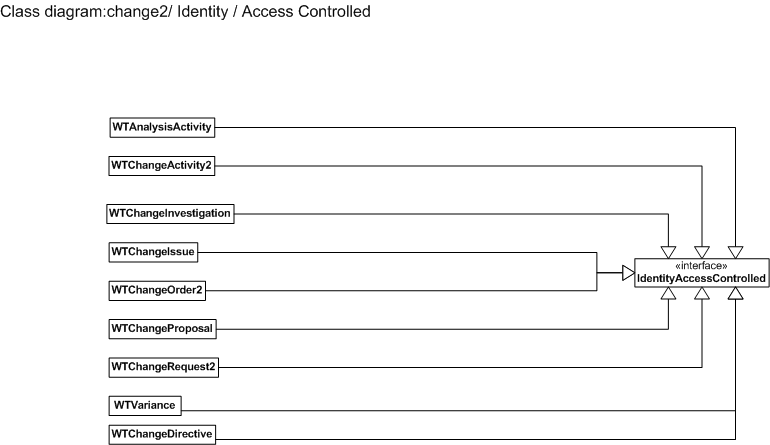 Class diagram:change2/ Identity / Access Controlled
WTAnalysisActivity
WTChangeActivity2
WTChangeInvestigation
WTChangeIssue
«interface»
IdentityAccessControlled
WTChangeOrder2
WTChangeProposal
WTChangeRequest2
WTVariance
WTChangeDirective